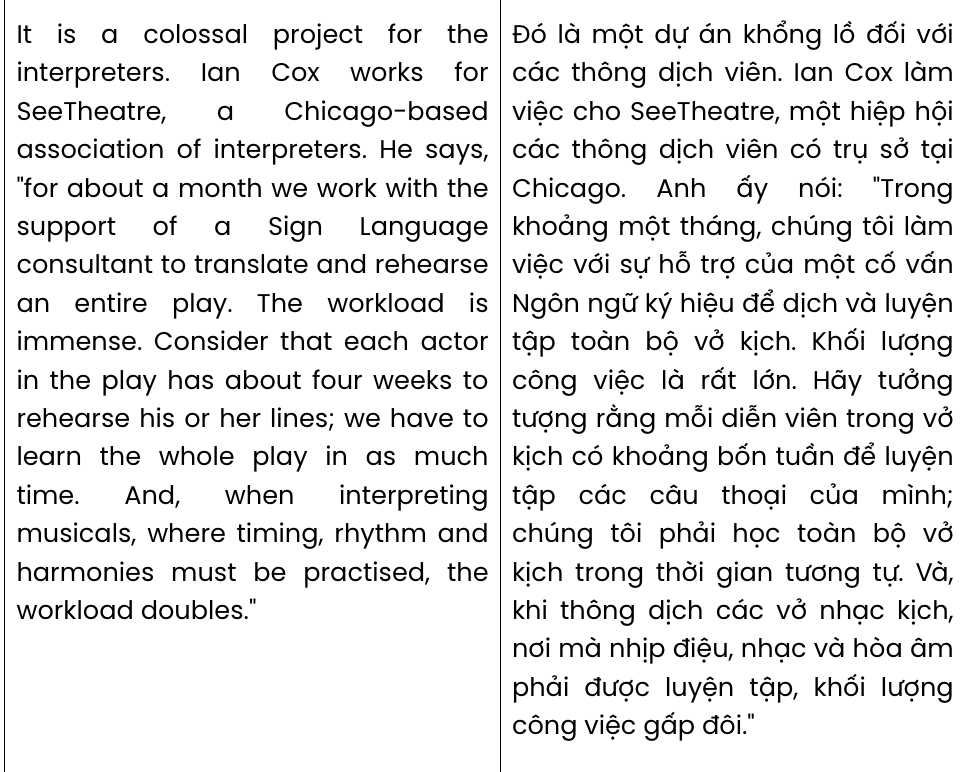 It is a colossal project for the
interpreters. Ian Cox works for
SeeTheatre, a Chicago-based
association of interpreters. He says,
"for about a month we work with the
support of a Sign Language
consultant to translate and rehearse
an entire play. The workload is
immense. Consider that each actor
in the play has about four weeks to
rehearse his or her lines; we have to
learn the whole play in as much
time. And, when interpreting
musicals, where timing, rhythm and
harmonies must be practised, the
workload doubles."
Đó là một dự án khổng lồ đối với
các thông dịch viên. Ian Cox làm
việc cho SeeTheatre, một hiệp hội
các thông dịch viên có trụ sở tại
Chicago. Anh ấy nói: "Trong
khoảng một tháng, chúng tôi làm
việc với sự hỗ trợ của một cố vấn
Ngôn ngữ ký hiệu để dịch và luyện
tập toàn bộ vở kịch. Khối lượng
công việc là rất lớn. Hãy tưởng
tượng rằng mỗi diễn viên trong vở
kịch có khoảng bốn tuần để luyện
tập các câu thoại của mình;
chúng tôi phải học toàn bộ vở
kịch trong thời gian tương tự. Và,
khi thông dịch các vở nhạc kịch,
nơi mà nhịp điệu, nhạc và hòa âm
phải được luyện tập, khối lượng
công việc gấp đôi."